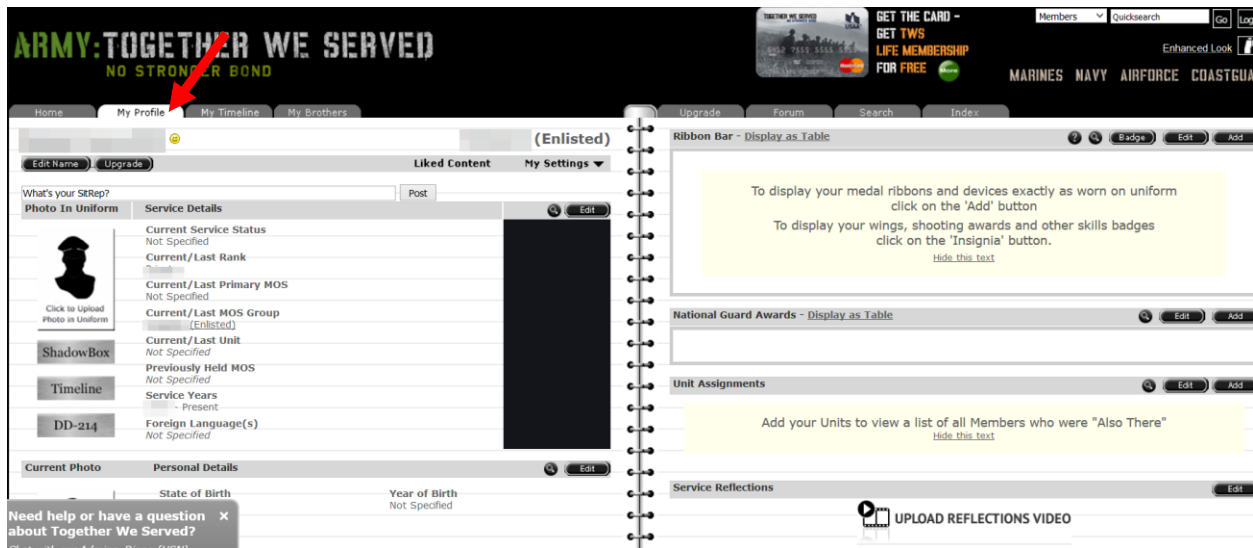 ARMY:TOGETHER WE SERVED
NO STRONGER BOND
TOGETHER WE SERVED
USAA
GET THE CARD –
GET TWS
LIFE MEMBERSHIP
FOR FREE
More
Members
Quicksearch
Go
Log
Enhanced Look
MARINES NAVY AIRFORCE COASTGUA
Home
My Profile
My Timeline
My Brothers
Upgrade
Forum
Search
Index
(Enlisted)
Edit Name
Upgrade
Liked Content
My Settings
What's your SitRep?
Post
Photo In Uniform
Service Details
Edit
Click to Upload
Photo in Uniform
ShadowBox
Timeline
DD-214
Current Service Status
Not Specified
Current/Last Rank
Current/Last Primary MOS
Not Specified
Current/Last MOS Group
(Enlisted)
Current/Last Unit
Not Specified
Previously Held MOS
Not Specified
Service Years
- Present
Foreign Language(s)
Not Specified
Current Photo
Personal Details
Edit
State of Birth
Year of Birth
Not Specified
Need help or have a question x
about Together We Served?
Ribbon Bar - Display as Table
?
Badge
Edit
Add
To display your medal ribbons and devices exactly as worn on uniform
click on the 'Add' button
To display your wings, shooting awards and other skills badges
click on the 'Insignia' button.
Hide this text
National Guard Awards - Display as Table
Edit
Add
Unit Assignments
Edit
Add
Add your Units to view a list of all Members who were "Also There"
Hide this text
Service Reflections
Edit
UPLOAD REFLECTIONS VIDEO